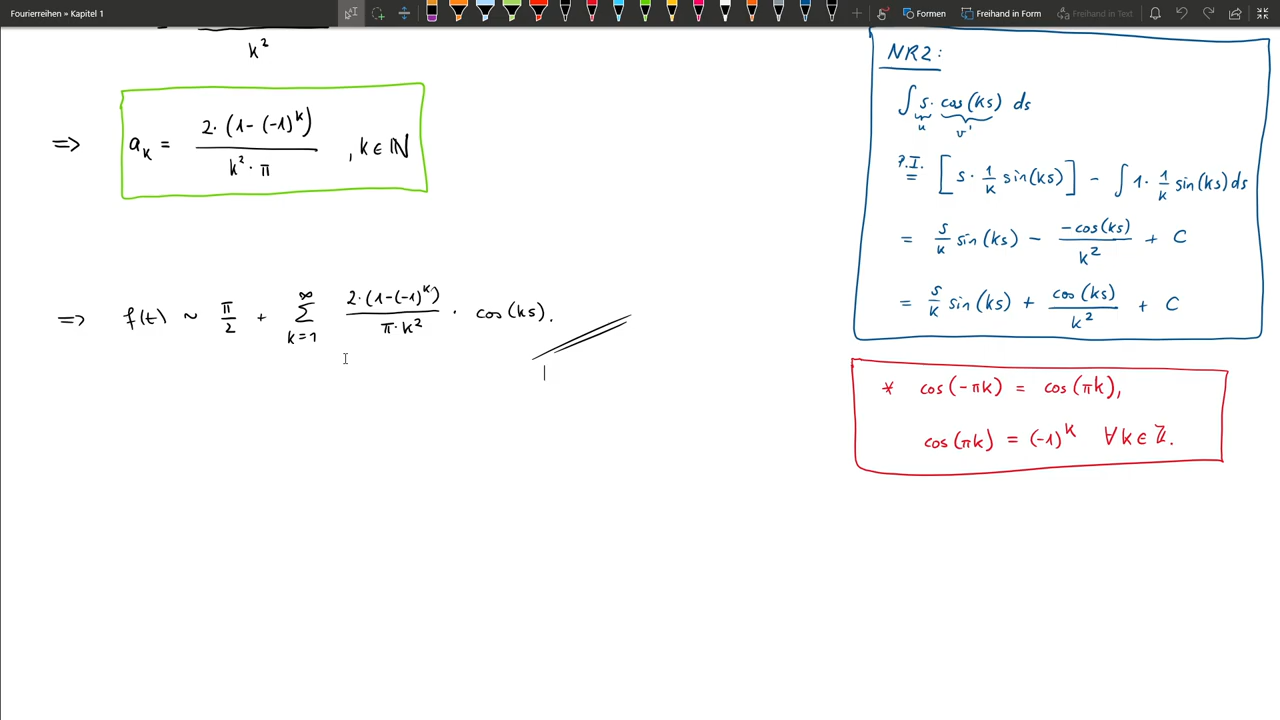 Fourierreihen » Kapitel 1
Formen
Freihand in Form
Freihand in Text
k²
⇒ a_k = 2·(1-(-1)^k) / (k²·π) , k ∈ ℕ
⇒ f(t) ~ π/2 + ∑_{k=1}^{∞} 2·(1-(-1)^k) / (π·k²) · cos(ks).
NR2:
∫ s · cos(ks) ds
u v'
P.I.
= [s · 1/k sin(ks)] - ∫ 1 · 1/k sin(ks) ds
= s/k sin(ks) - -cos(ks)/k² + C
= s/k sin(ks) + cos(ks)/k² + C
* cos(-πk) = cos(πk),
cos(πk) = (-1)^k ∀k ∈ ℤ.